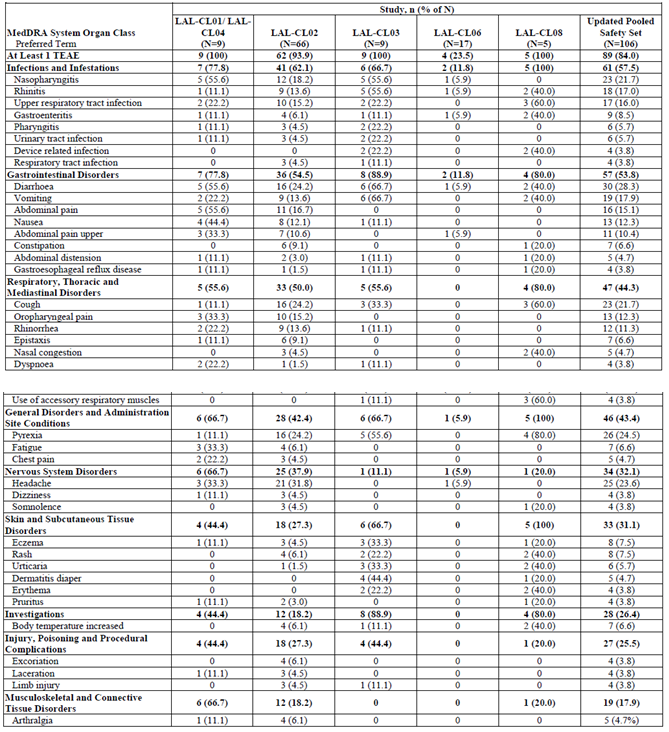 Study, n (% of N)
MedDRA System Organ Class Preferred Term | LAL-CL01/ LAL-CL04 (N=9) | LAL-CL02 (N=66) | LAL-CL03 (N=9) | LAL-CL06 (N=17) | LAL-CL08 (N=5) | Updated Pooled Safety Set (N=106)
At Least 1 TEAE | 9 (100) | 62 (93.9) | 9 (100) | 4 (23.5) | 5 (100) | 89 (84.0)
Infections and Infestations | 7 (77.8) | 41 (62.1) | 6 (66.7) | 2 (11.8) | 5 (100) | 61 (57.5)
Nasopharyngitis | 5 (55.6) | 12 (18.2) | 5 (55.6) | 1 (5.9) | 0 | 23 (21.7)
Rhinitis | 1 (11.1) | 9 (13.6) | 5 (55.6) | 1 (5.9) | 2 (40.0) | 18 (17.0)
Upper respiratory tract infection | 2 (22.2) | 10 (15.2) | 2 (22.2) | 0 | 3 (60.0) | 17 (16.0)
Gastroenteritis | 1 (11.1) | 4 (6.1) | 1 (11.1) | 1 (5.9) | 2 (40.0) | 9 (8.5)
Pharyngitis | 1 (11.1) | 3 (4.5) | 2 (22.2) | 0 | 0 | 6 (5.7)
Urinary tract infection | 1 (11.1) | 3 (4.5) | 2 (22.2) | 0 | 0 | 6 (5.7)
Device related infection | 0 | 0 | 2 (22.2) | 0 | 2 (40.0) | 4 (3.8)
Respiratory tract infection | 0 | 3 (4.5) | 1 (11.1) | 0 | 0 | 4 (3.8)
Gastrointestinal Disorders | 7 (77.8) | 36 (54.5) | 8 (88.9) | 2 (11.8) | 4 (80.0) | 57 (53.8)
Diarrhoea | 5 (55.6) | 16 (24.2) | 6 (66.7) | 1 (5.9) | 2 (40.0) | 30 (28.3)
Vomiting | 2 (22.2) | 9 (13.6) | 6 (66.7) | 0 | 2 (40.0) | 19 (17.9)
Abdominal pain | 5 (55.6) | 11 (16.7) | 0 | 0 | 0 | 16 (15.1)
Nausea | 4 (44.4) | 8 (12.1) | 1 (11.1) | 0 | 0 | 13 (12.3)
Abdominal pain upper | 3 (33.3) | 7 (10.6) | 0 | 1 (5.9) | 0 | 11 (10.4)
Constipation | 0 | 6 (9.1) | 0 | 0 | 1 (20.0) | 7 (6.6)
Abdominal distension | 1 (11.1) | 2 (3.0) | 1 (11.1) | 0 | 1 (20.0) | 5 (4.7)
Gastroesophageal reflux disease | 1 (11.1) | 1 (1.5) | 1 (11.1) | 0 | 1 (20.0) | 4 (3.8)
Respiratory, Thoracic and Mediastinal Disorders | 5 (55.6) | 33 (50.0) | 5 (55.6) | 0 | 4 (80.0) | 47 (44.3)
Cough | 1 (11.1) | 16 (24.2) | 3 (33.3) | 0 | 3 (60.0) | 23 (21.7)
Oropharyngeal pain | 3 (33.3) | 10 (15.2) | 0 | 0 | 0 | 13 (12.3)
Rhinorrhea | 2 (22.2) | 9 (13.6) | 1 (11.1) | 0 | 0 | 12 (11.3)
Epistaxis | 1 (11.1) | 6 (9.1) | 0 | 0 | 0 | 7 (6.6)
Nasal congestion | 0 | 3 (4.5) | 0 | 0 | 2 (40.0) | 5 (4.7)
Dyspnoea | 2 (22.2) | 1 (1.5) | 1 (11.1) | 0 | 0 | 4 (3.8)
Use of accessory respiratory muscles | 0 | 0 | 1 (11.1) | 0 | 3 (60.0) | 4 (3.8)
General Disorders and Administration Site Conditions | 6 (66.7) | 28 (42.4) | 6 (66.7) | 1 (5.9) | 5 (100) | 46 (43.4)
Pyrexia | 1 (11.1) | 16 (24.2) | 5 (55.6) | 0 | 4 (80.0) | 26 (24.5)
Fatigue | 3 (33.3) | 4 (6.1) | 0 | 0 | 0 | 7 (6.6)
Chest pain | 2 (22.2) | 3 (4.5) | 0 | 0 | 0 | 5 (4.7)
Nervous System Disorders | 6 (66.7) | 25 (37.9) | 1 (11.1) | 1 (5.9) | 1 (20.0) | 34 (32.1)
Headache | 3 (33.3) | 21 (31.8) | 0 | 1 (5.9) | 0 | 25 (23.6)
Dizziness | 1 (11.1) | 3 (4.5) | 0 | 0 | 0 | 4 (3.8)
Somnolence | 0 | 3 (4.5) | 0 | 0 | 1 (20.0) | 4 (3.8)
Skin and Subcutaneous Tissue Disorders | 4 (44.4) | 18 (27.3) | 6 (66.7) | 0 | 5 (100) | 33 (31.1)
Eczema | 1 (11.1) | 3 (4.5) | 3 (33.3) | 0 | 1 (20.0) | 8 (7.5)
Rash | 0 | 4 (6.1) | 2 (22.2) | 0 | 2 (40.0) | 8 (7.5)
Urticaria | 0 | 1 (1.5) | 3 (33.3) | 0 | 2 (40.0) | 6 (5.7)
Dermatitis diaper | 0 | 0 | 4 (44.4) | 0 | 1 (20.0) | 5 (4.7)
Erythema | 0 | 0 | 2 (22.2) | 0 | 2 (40.0) | 4 (3.8)
Pruritus | 1 (11.1) | 2 (3.0) | 0 | 0 | 1 (20.0) | 4 (3.8)
Investigations | 4 (44.4) | 12 (18.2) | 8 (88.9) | 0 | 4 (80.0) | 28 (26.4)
Body temperature increased | 0 | 4 (6.1) | 1 (11.1) | 0 | 2 (40.0) | 7 (6.6)
Injury, Poisoning and Procedural Complications | 4 (44.4) | 18 (27.3) | 4 (44.4) | 0 | 1 (20.0) | 27 (25.5)
Excoriation | 0 | 4 (6.1) | 0 | 0 | 0 | 4 (3.8)
Laceration | 1 (11.1) | 3 (4.5) | 0 | 0 | 0 | 4 (3.8)
Limb injury | 0 | 3 (4.5) | 1 (11.1) | 0 | 0 | 4 (3.8)
Musculoskeletal and Connective Tissue Disorders | 6 (66.7) | 12 (18.2) | 0 | 0 | 1 (20.0) | 19 (17.9)
Arthralgia | 1 (11.1) | 4 (6.1) | 0 | 0 | 0 | 5 (4.7%)